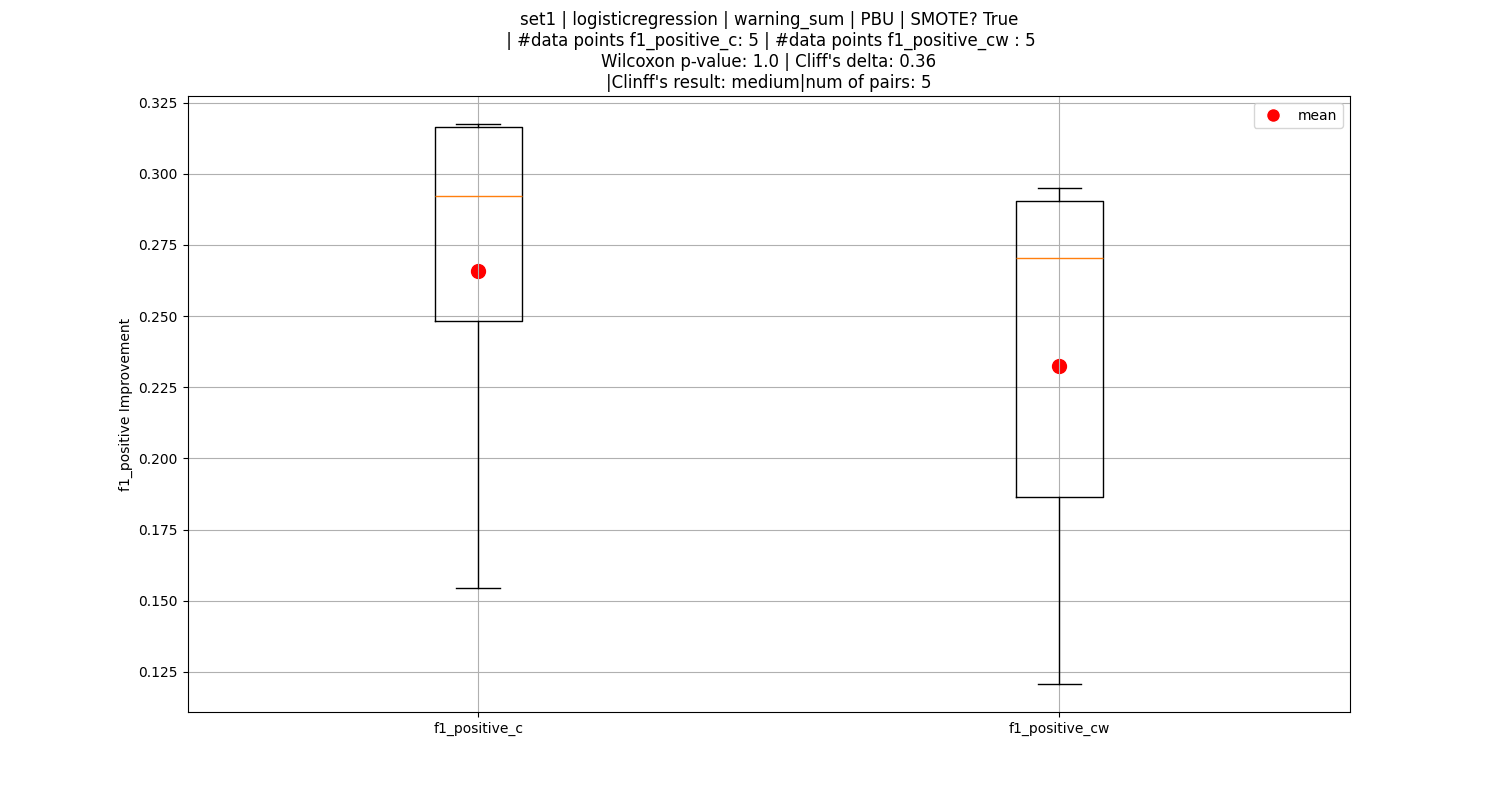 set1 | logisticregression | warning_sum | PBU | SMOTE? True
| #data points f1_positive_c: 5 | #data points f1_positive_cw : 5
Wilcoxon p-value: 1.0 | Cliff's delta: 0.36
|Clinff's result: medium|num of pairs: 5
mean
f1_positive Improvement
0.325
0.300
0.275
0.250
0.225
0.200
0.175
0.150
0.125
f1_positive_c
f1_positive_cw